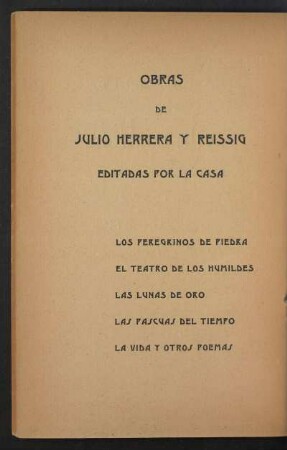 OBRAS
DE
JULIO HERRERA Y REISSIG
EDITADAS POR LA CASA
LOS PEREGRINOS DE PIEDRA
EL TEATRO DE LOS HUMILDES
LAS LUNAS DE ORO
LAS PASCUAS DEL TIEMPO
LA VIDA Y OTROS POEMAS